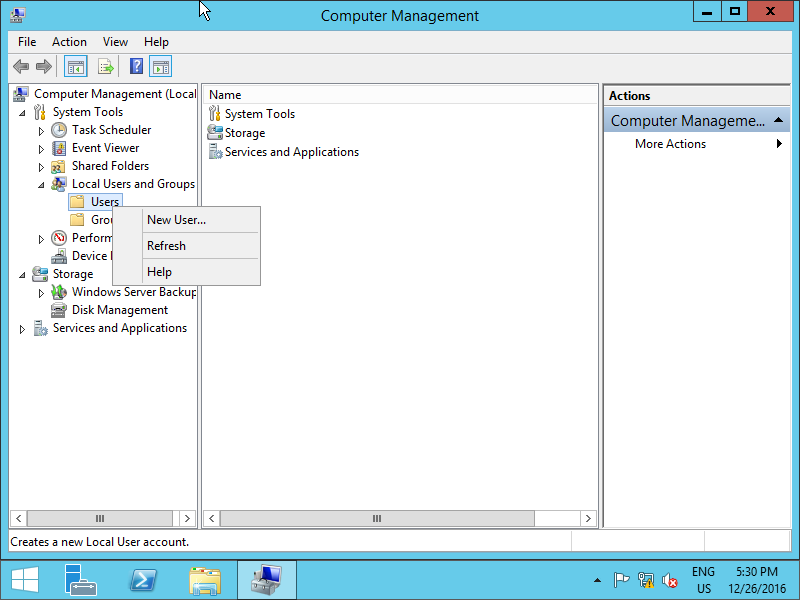 Computer Management
File Action View Help
Computer Management (Local
System Tools
Task Scheduler
Event Viewer
Shared Folders
Local Users and Groups
Users
Grou
Perform
Device
Storage
Windows Server Backup
Disk Management
Services and Applications
New User...
Refresh
Help
Name
System Tools
Storage
Services and Applications
Actions
Computer Manageme...
More Actions
Creates a new Local User account.
ENG 5:30 PM
US 12/26/2016